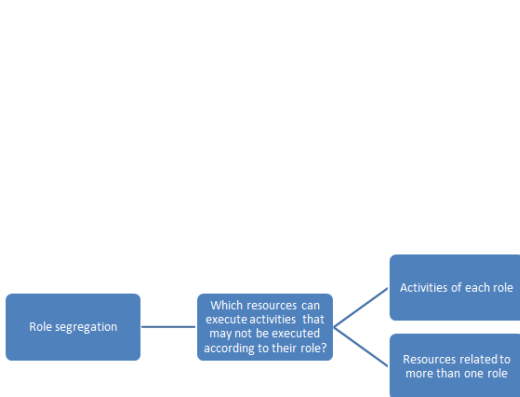 Role segregation
Which resources can
execute activities that
may not be executed
according to their role?
Activities of each role
Resources related to
more than one role